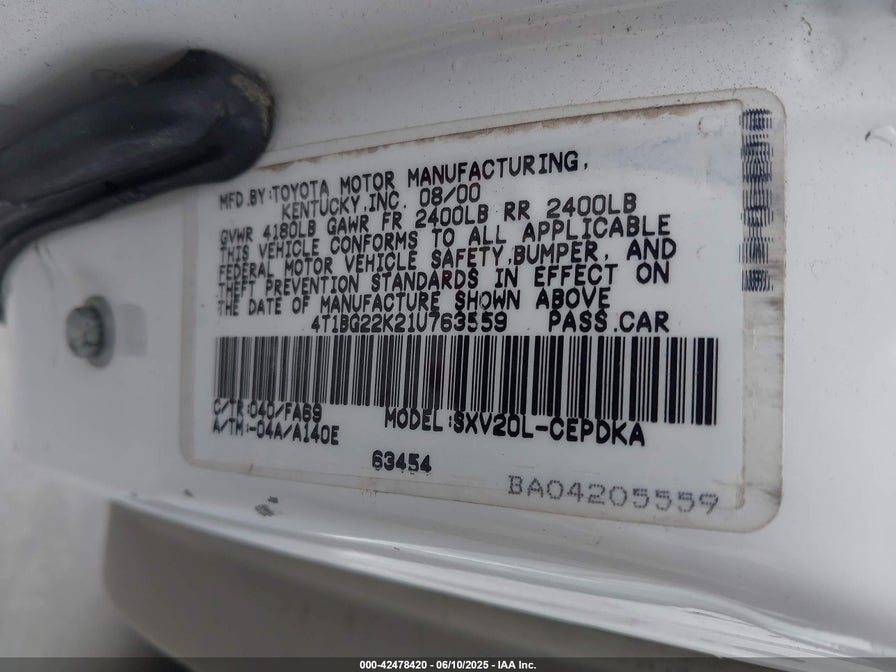 MFD.BY:TOYOTA MOTOR MANUFACTURING,
KENTUCKY,INC. 08/00
GVWR 4180LB GAWR FR 2400LB RR 2400LB
THIS VEHICLE CONFORMS TO ALL APPLICABLE
FEDERAL MOTOR VEHICLE SAFETY,BUMPER, AND
THEFT PREVENTION STANDARDS IN EFFECT ON
THE DATE OF MANUFACTURE SHOWN ABOVE
4T1BG22K21U763559 PASS.CAR
C/TR:040/FA69
A/TM:-04A/A140E
MODEL:SXV20L-CEPDKA
63454
BA04205559
000-42478420 - 06/10/2025 - IAA Inc.